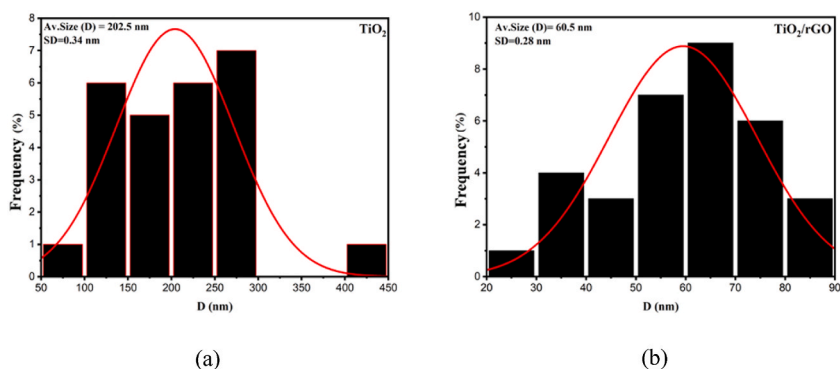 Av.Size (D) = 202.5 nm
SD=0.34 nm
TiO₂
8
7
6
5
4
3
2
1
0
Frequency (%)
50 100 150 200 250 300 350 400 450
D (nm)
(a)
Av.Size (D)= 60.5 nm
SD=0.28 nm
TiO₂/rGO
10
8
6
4
2
0
Frequency (%)
20 30 40 50 60 70 80 90
D (nm)
(b)